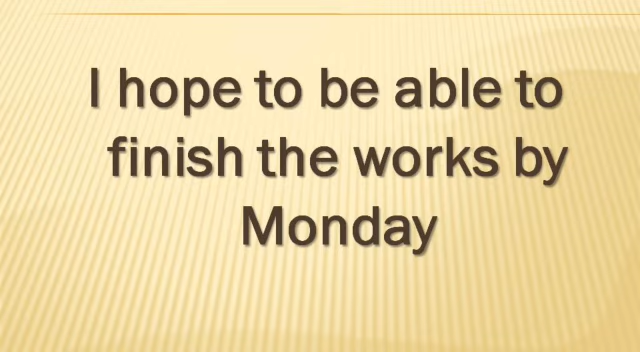 I hope to be able to
finish the works by
Monday